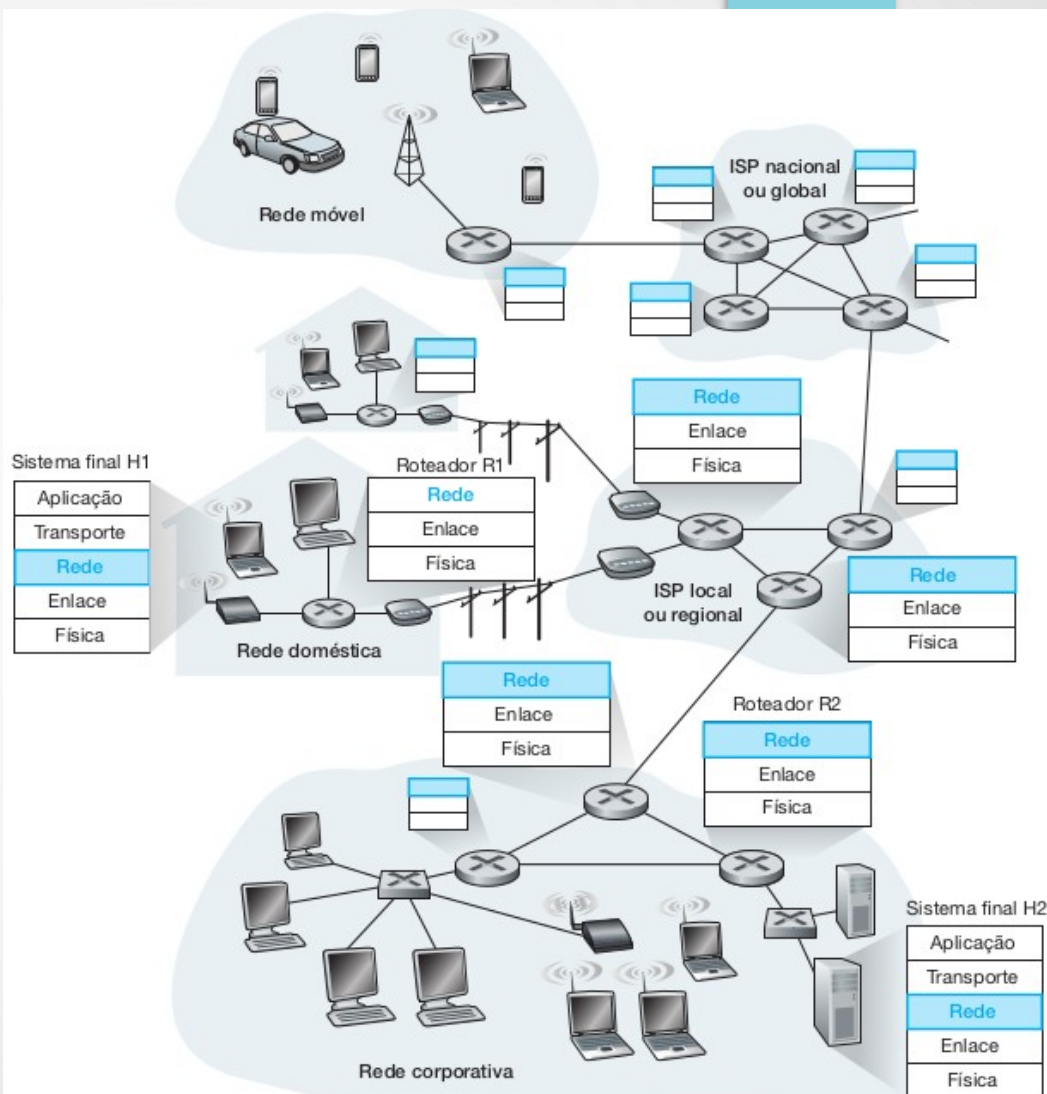 Rede móvel
ISP nacional
ou global
Rede
Enlace
Física
Sistema final H1
Aplicação
Transporte
Rede
Enlace
Física
Roteador R1
Rede
Enlace
Física
Rede doméstica
ISP local
ou regional
Rede
Enlace
Física
Rede
Enlace
Física
Roteador R2
Rede
Enlace
Física
Sistema final H2
Aplicação
Transporte
Rede
Enlace
Física
Rede corporativa